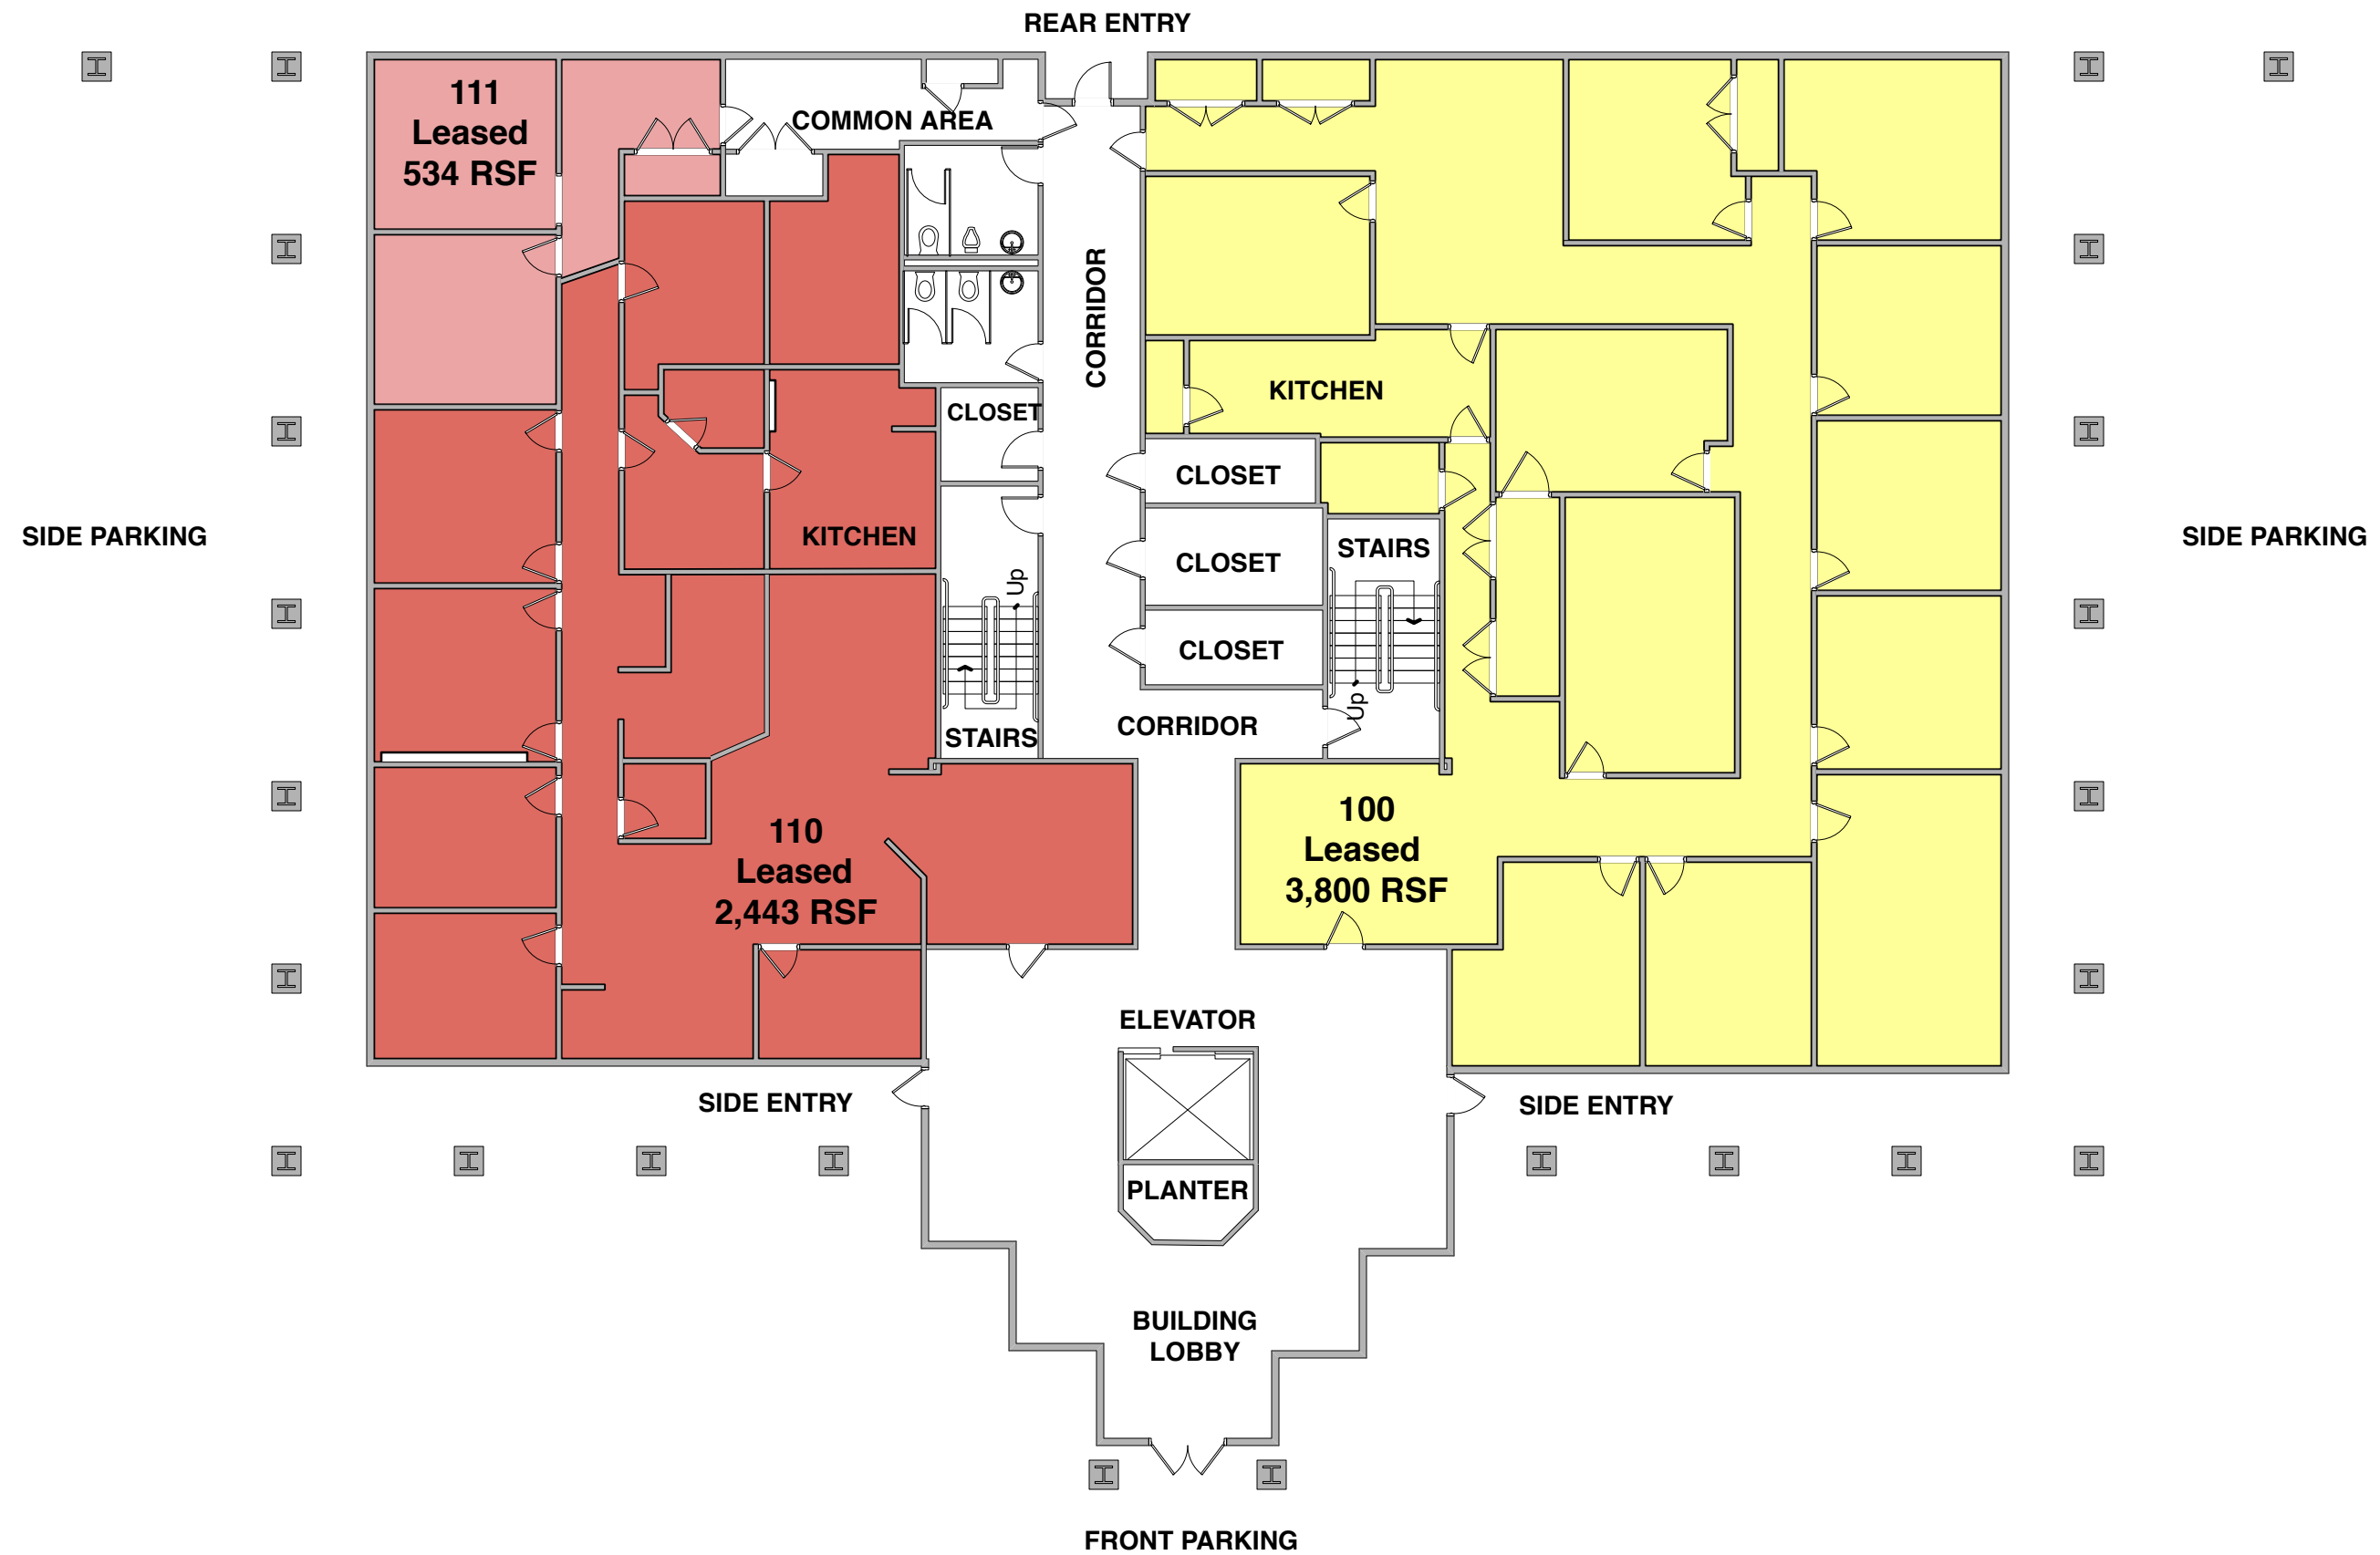 REAR ENTRY
111
Leased
534 RSF
COMMON AREA
CORRIDOR
KITCHEN
CLOSET
CLOSET
SIDE PARKING
KITCHEN
STAIRS
SIDE PARKING
CLOSET
Up
CLOSET
Up
STAIRS
CORRIDOR
110
Leased
2,443 RSF
100
Leased
3,800 RSF
ELEVATOR
SIDE ENTRY
SIDE ENTRY
PLANTER
BUILDING
LOBBY
FRONT PARKING